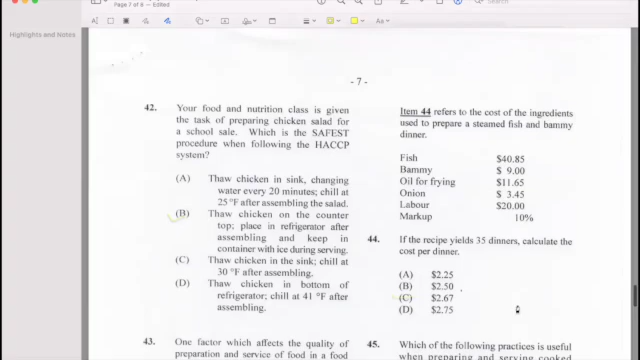 Page 7 of 8 – Edited
Search
Highlights and Notes
- 7 -
42. Your food and nutrition class is given
the task of preparing chicken salad for
a school sale. Which is the SAFEST
procedure when following the HACCP
system?
(A) Thaw chicken in sink, changing
water every 20 minutes; chill at
25 °F after assembling the salad.
(B) Thaw chicken on the counter
top; place in refrigerator after
assembling and keep in
container with ice during serving.
(C) Thaw chicken in the sink; chill at
30 °F after assembling.
(D) Thaw chicken in bottom of
refrigerator; chill at 41 °F after
assembling.
43. One factor which affects the quality of
preparation and service of food in a food
Item 44 refers to the cost of the ingredients
used to prepare a steamed fish and bammy
dinner.
Fish $40.85
Bammy $ 9.00
Oil for frying $11.65
Onion $ 3.45
Labour $20.00
Markup 10%
44. If the recipe yields 35 dinners, calculate the
cost per dinner.
(A) $2.25
(B) $2.50
(C) $2.67
(D) $2.75
45. Which of the following practices is useful
when preparing and serving cooked